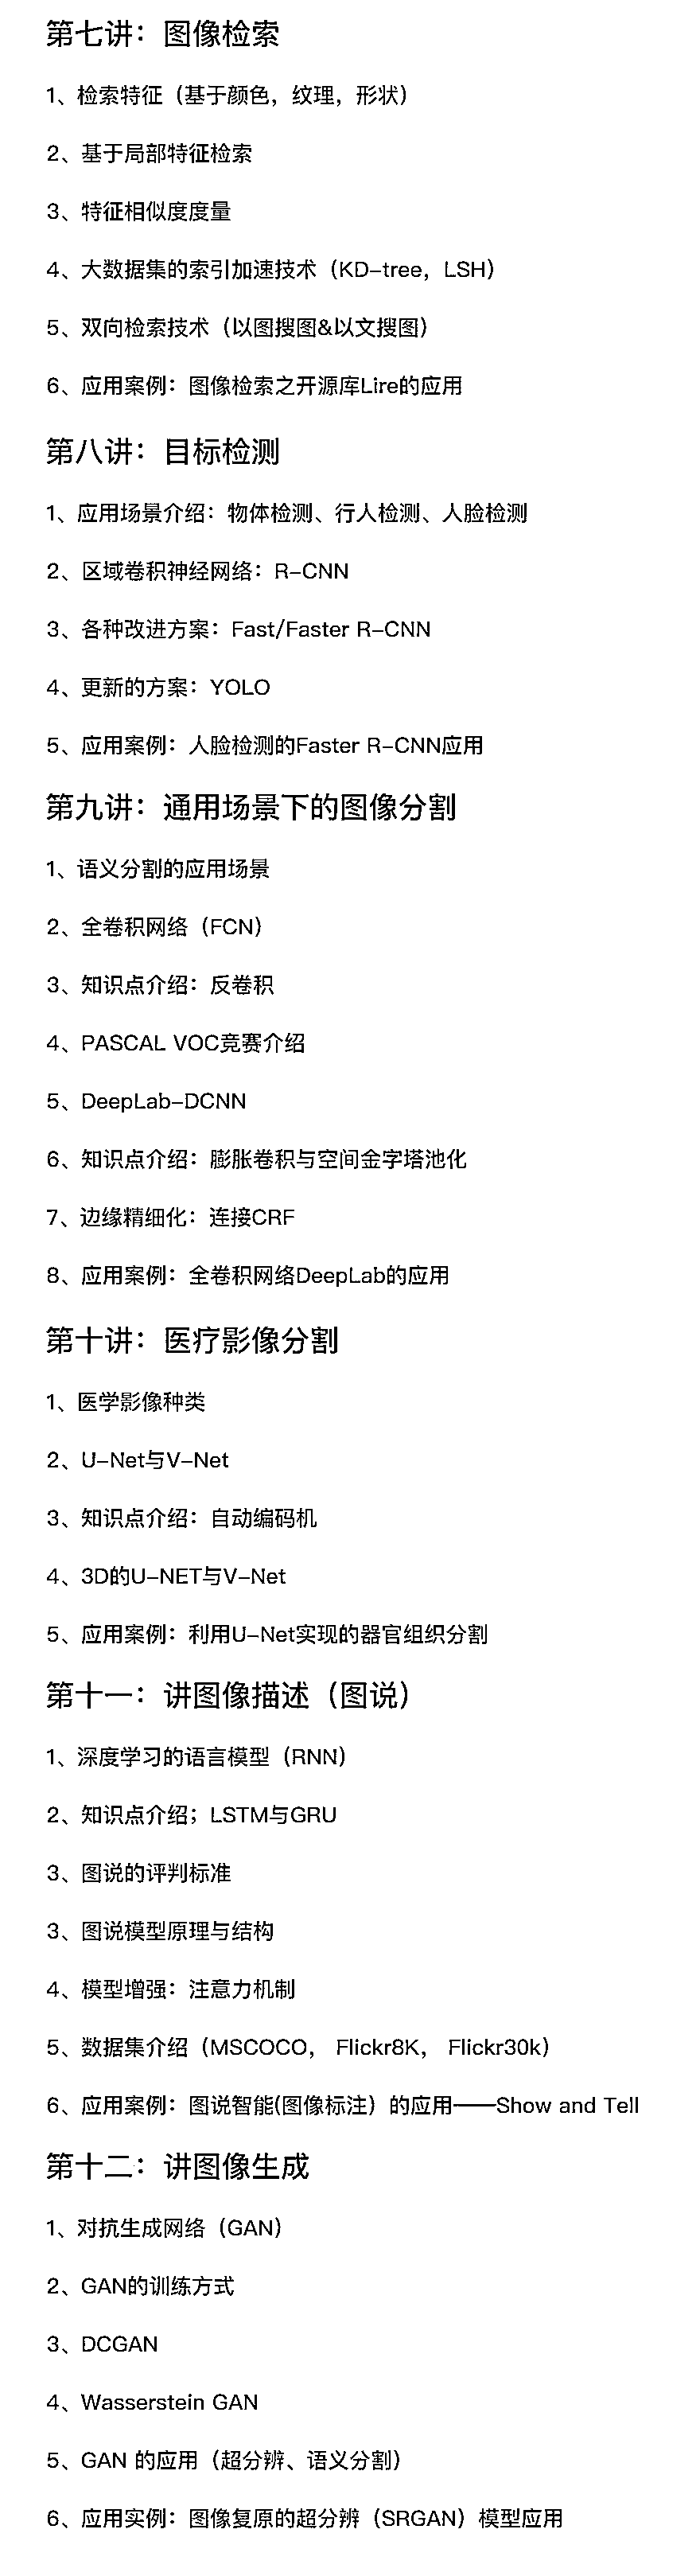 第七讲：图像检索
1、检索特征（基于颜色，纹理，形状）
2、基于局部特征检索
3、特征相似度度量
4、大数据集的索引加速技术（KD-tree，LSH）
5、双向检索技术（以图搜图&以文搜图）
6、应用案例：图像检索之开源库Lire的应用
第八讲：目标检测
1、应用场景介绍：物体检测、行人检测、人脸检测
2、区域卷积神经网络：R-CNN
3、各种改进方案：Fast/Faster R-CNN
4、更新的方案：YOLO
5、应用案例：人脸检测的Faster R-CNN应用
第九讲：通用场景下的图像分割
1、语义分割的应用场景
2、全卷积网络（FCN）
3、知识点介绍：反卷积
4、PASCAL VOC竞赛介绍
5、DeepLab-DCNN
6、知识点介绍：膨胀卷积与空间金字塔池化
7、边缘精细化：连接CRF
8、应用案例：全卷积网络DeepLab的应用
第十讲：医疗影像分割
1、医学影像种类
2、U-Net与V-Net
3、知识点介绍：自动编码机
4、3D的U-NET与V-Net
5、应用案例：利用U-Net实现的器官组织分割
第十一：讲图像描述（图说）
1、深度学习的语言模型（RNN）
2、知识点介绍；LSTM与GRU
3、图说的评判标准
3、图说模型原理与结构
4、模型增强：注意力机制
5、数据集介绍（MSCOCO， Flickr8K， Flickr30k）
6、应用案例：图说智能(图像标注）的应用——Show and Tell
第十二：讲图像生成
1、对抗生成网络（GAN）
2、GAN的训练方式
3、DCGAN
4、Wasserstein GAN
5、GAN 的应用（超分辨、语义分割）
6、应用实例：图像复原的超分辨（SRGAN）模型应用